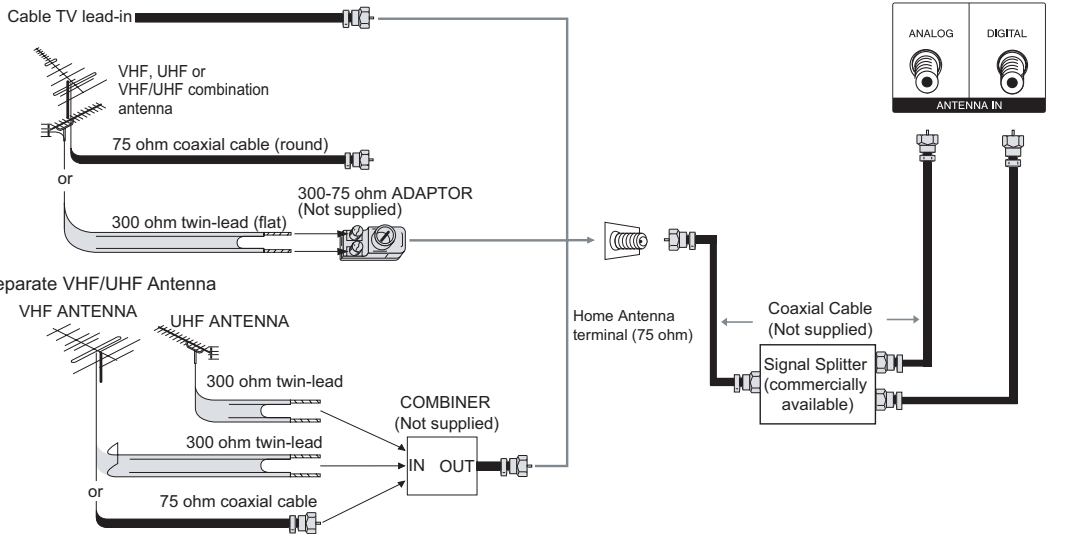 Cable TV lead-in
VHF, UHF or
VHF/UHF combination
antenna
75 ohm coaxial cable (round)
or
300-75 ohm ADAPTOR
(Not supplied)
300 ohm twin-lead (flat)
eparate VHF/UHF Antenna
VHF ANTENNA
UHF ANTENNA
300 ohm twin-lead
COMBINER
(Not supplied)
300 ohm twin-lead
IN OUT
or
75 ohm coaxial cable
Home Antenna
terminal (75 ohm)
Coaxial Cable
(Not supplied)
Signal Splitter
(commercially
available)
ANALOG
DIGITAL
ANTENNA IN